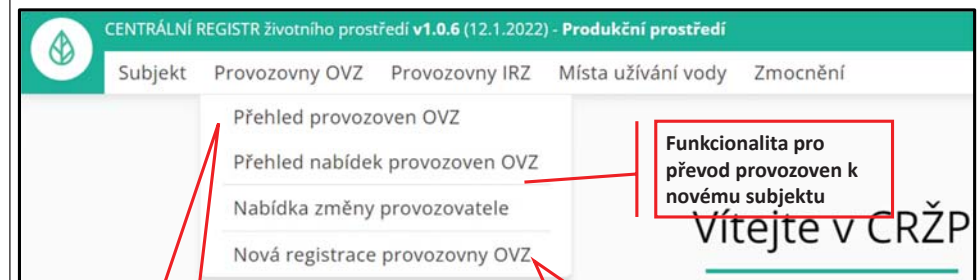 CENTRÁLNÍ REGISTR životního prostředí v1.0.6 (12.1.2022) - Produkční prostředí
Subjekt Provozovny OVZ Provozovny IRZ Místa užívání vody Zmocnění
Přehled provozoven OVZ
Přehled nabídek provozoven OVZ
Nabídka změny provozovatele
Nová registrace provozovny OVZ
Funkcionalita pro
převod provozoven k
novému subjektu
Vítejte v CRŽP